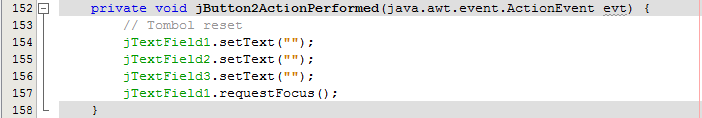 152 private void jButton2ActionPerformed(java.awt.event.ActionEvent evt) {
153 // Tombol reset
154 jTextField1.setText("");
155 jTextField2.setText("");
156 jTextField3.setText("");
157 jTextField1.requestFocus();
158 }